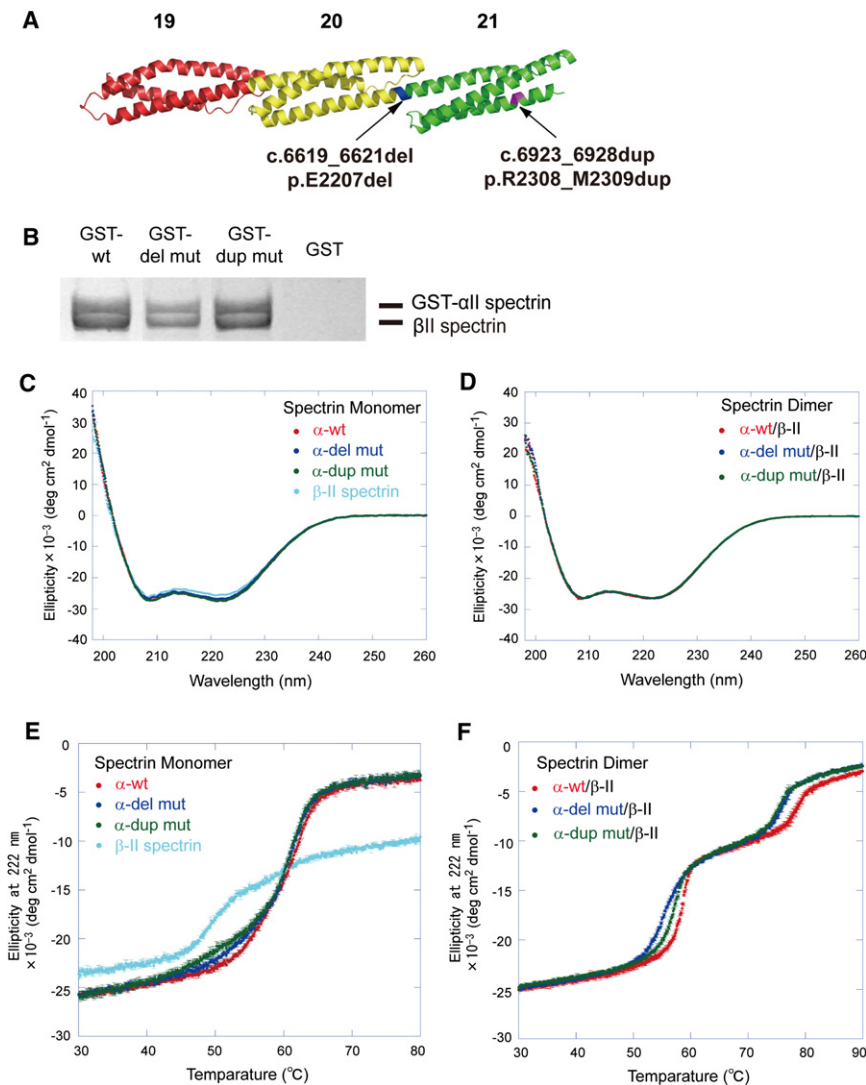 A
19 20 21
c.6619_6621del
p.E2207del
c.6923_6928dup
p.R2308_M2309dup
B
GST-
wt
GST-
del mut
GST-
dup mut
GST
GST-αII spectrin
βII spectrin
C
Spectrin Monomer
α-wt
α-del mut
α-dup mut
β-II spectrin
40
30
20
10
0
-10
-20
-30
-40
Ellipticity × 10⁻³ (deg cm² dmol⁻¹)
200 210 220 230 240 250 260
Wavelength (nm)
D
Spectrin Dimer
α-wt/β-II
α-del mut/β-II
α-dup mut/β-II
40
30
20
10
0
-10
-20
-30
-40
Ellipticity × 10⁻³ (deg cm² dmol⁻¹)
200 210 220 230 240 250 260
Wavelength (nm)
E
Spectrin Monomer
α-wt
α-del mut
α-dup mut
β-II spectrin
0
-5
-10
-15
-20
-25
-30
Ellipticity at 222 nm
× 10⁻³ (deg cm² dmol⁻¹)
30 40 50 60 70 80
Temparature (°C)
F
Spectrin Dimer
α-wt/β-II
α-del mut/β-II
α-dup mut/β-II
0
-5
-10
-15
-20
-25
-30
Ellipticity at 222 nm
× 10⁻³ (deg cm² dmol⁻¹)
30 40 50 60 70 80 90
Temparature (°C)